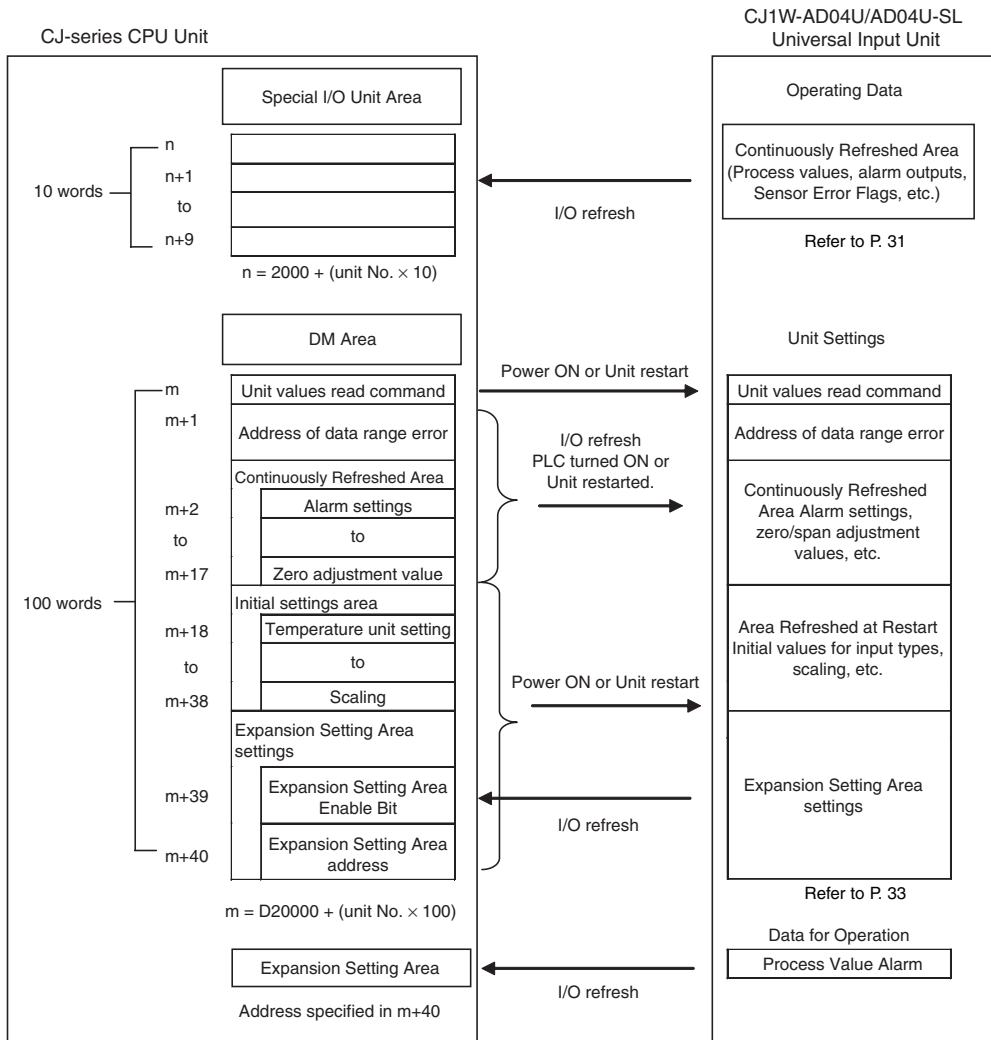 CJ-series CPU Unit
CJ1W-AD04U/AD04U-SL
Universal Input Unit
Special I/O Unit Area
Operating Data
10 words
n
n+1
to
n+9
Continuously Refreshed Area
(Process values, alarm outputs,
Sensor Error Flags, etc.)
I/O refresh
Refer to P. 31
n = 2000 + (unit No. × 10)
DM Area
Unit Settings
Power ON or Unit restart
100 words
m
Unit values read command
Unit values read command
m+1
Address of data range error
I/O refresh
PLC turned ON or
Unit restarted.
Address of data range error
Continuously Refreshed Area
m+2
Alarm settings
to
to
m+17
Zero adjustment value
Continuously Refreshed
Area Alarm settings,
zero/span adjustment
values, etc.
Initial settings area
m+18
Temperature unit setting
to
to
m+38
Scaling
Power ON or Unit restart
Area Refreshed at Restart
Initial values for input types,
scaling, etc.
Expansion Setting Area
settings
m+39
Expansion Setting Area
Enable Bit
I/O refresh
Expansion Setting Area
settings
m+40
Expansion Setting Area
address
Refer to P. 33
m = D20000 + (unit No. × 100)
Data for Operation
Expansion Setting Area
Process Value Alarm
I/O refresh
Address specified in m+40